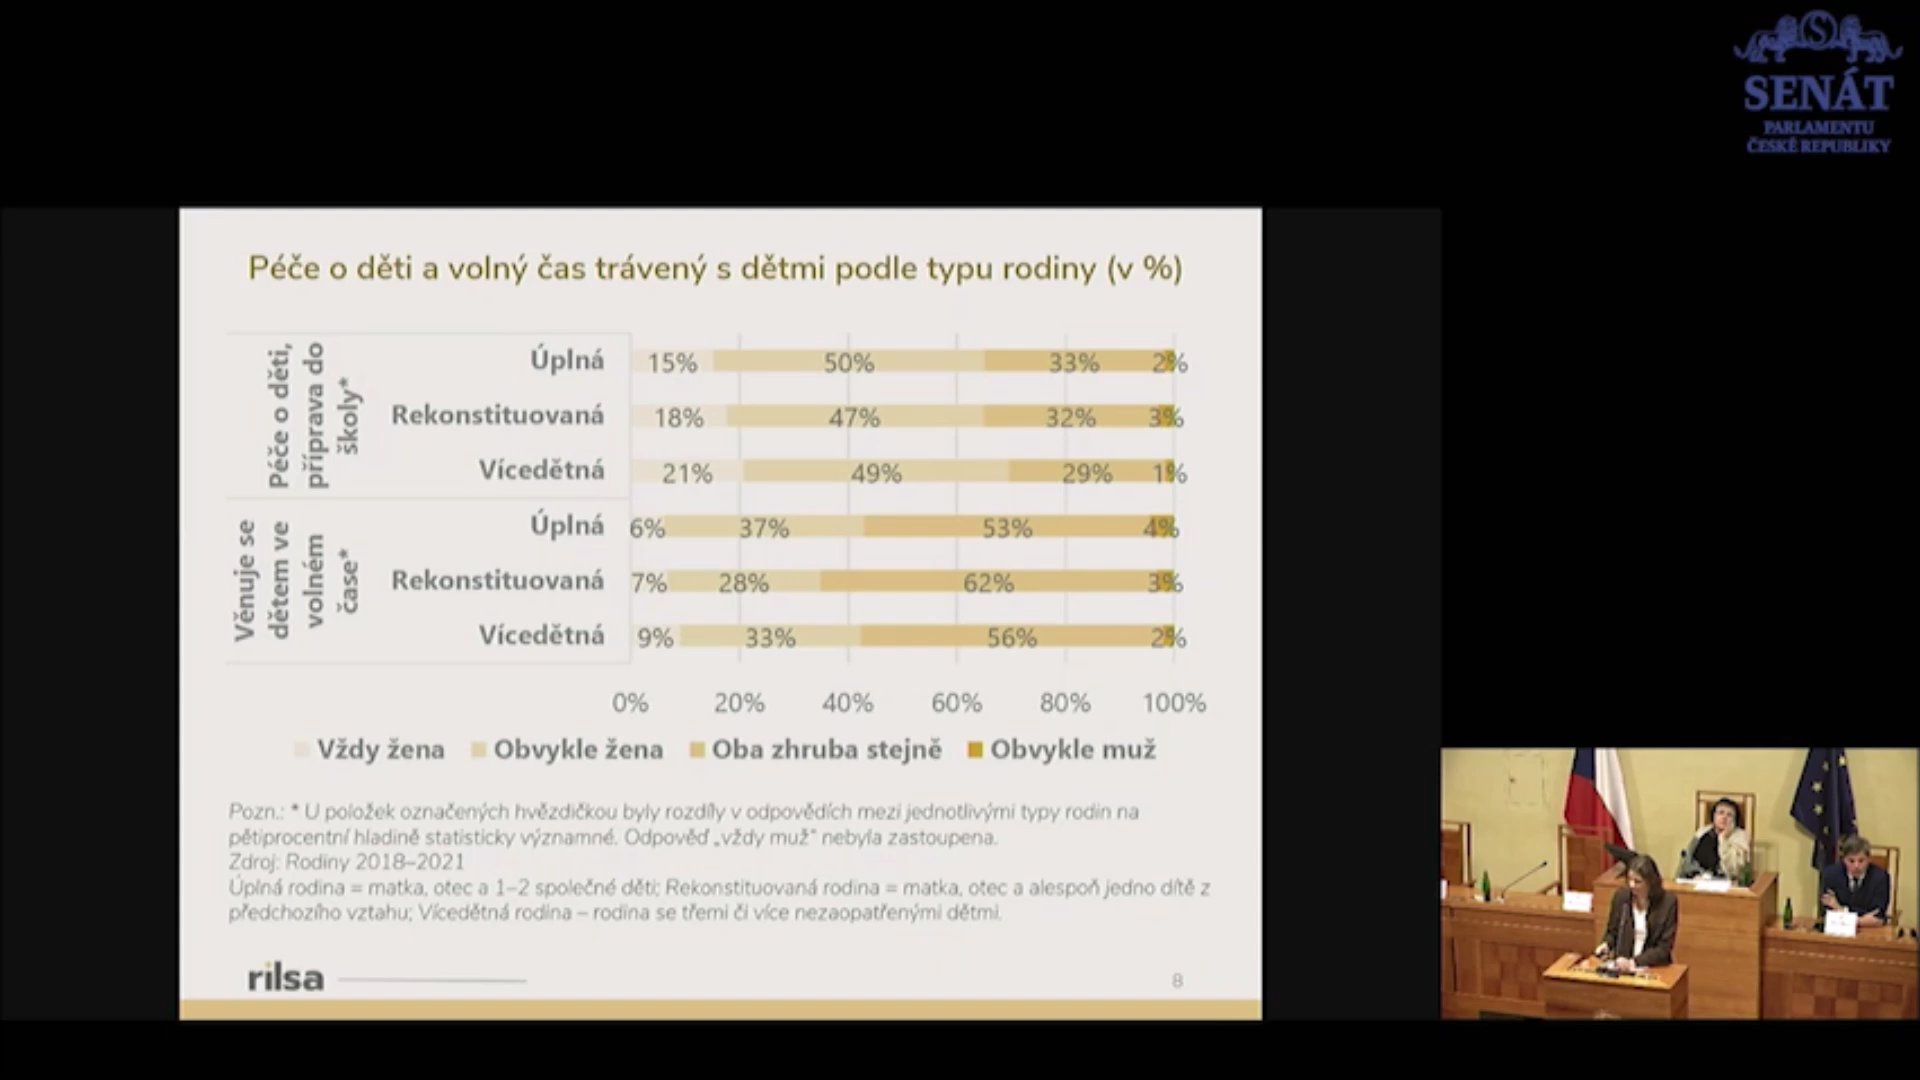 SENÁT
PARLAMENTU
ČESKÉ REPUBLIKY
Péče o děti a volný čas trávený s dětmi podle typu rodiny (v %)
Péče o děti,
příprava do
školy*
Úplná 15% 50% 33% 2%
Rekonstituovaná 18% 47% 32% 3%
Vícedětná 21% 49% 29% 1%
Věnuje se
dětem ve
volném
čase*
Úplná 6% 37% 53% 4%
Rekonstituovaná 7% 28% 62% 3%
Vícedětná 9% 33% 56% 2%
0% 20% 40% 60% 80% 100%
Vždy žena Obvykle žena Oba zhruba stejně Obvykle muž
Pozn.: * U položek označených hvězdičkou byly rozdíly v odpovědích mezi jednotlivými typy rodin na
pětiprocentní hladině statisticky významné. Odpověď „vždy muž“ nebyla zastoupena.
Zdroj: Rodiny 2018–2021
Úplná rodina = matka, otec a 1–2 společné děti; Rekonstituovaná rodina = matka, otec a alespoň jedno dítě z
předchozího vztahu; Vícedětná rodina – rodina se třemi či více nezaopatřenými dětmi.
rilsa
8